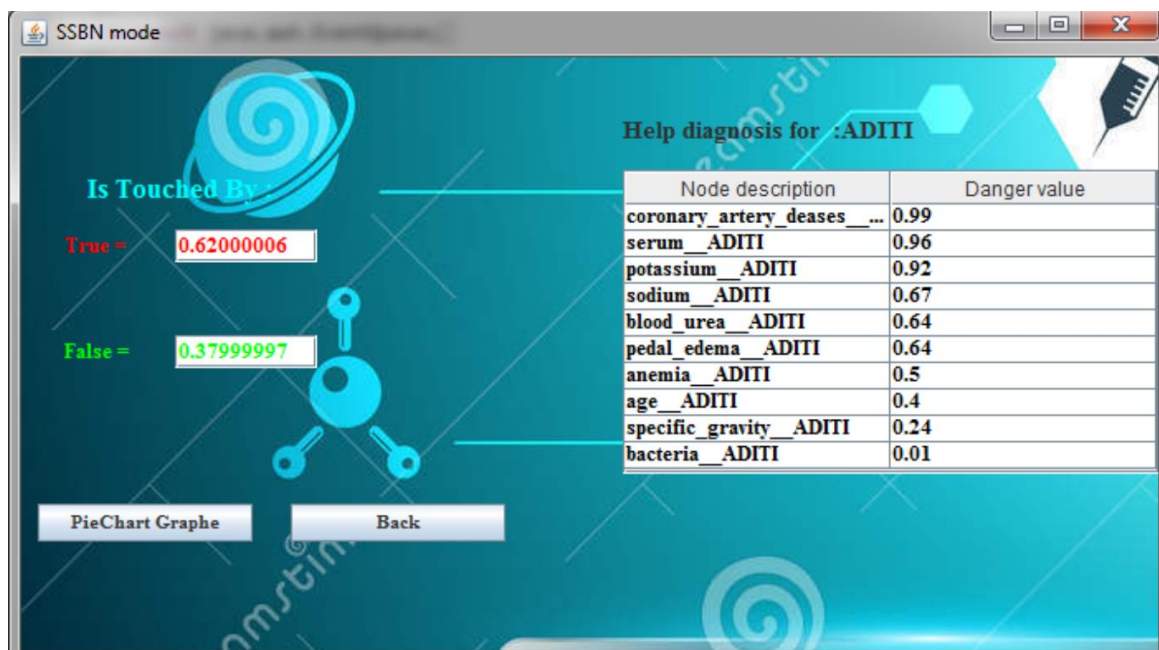 SSBN mode
Help diagnosis for :ADITI
Is Touched By :
True = 0.62000006
False = 0.37999997
Node description Danger value
coronary_artery_deases__... 0.99
serum__ADITI 0.96
potassium__ADITI 0.92
sodium__ADITI 0.67
blood_urea__ADITI 0.64
pedal_edema__ADITI 0.64
anemia__ADITI 0.5
age__ADITI 0.4
specific_gravity__ADITI 0.24
bacteria__ADITI 0.01
PieChart Graphe Back